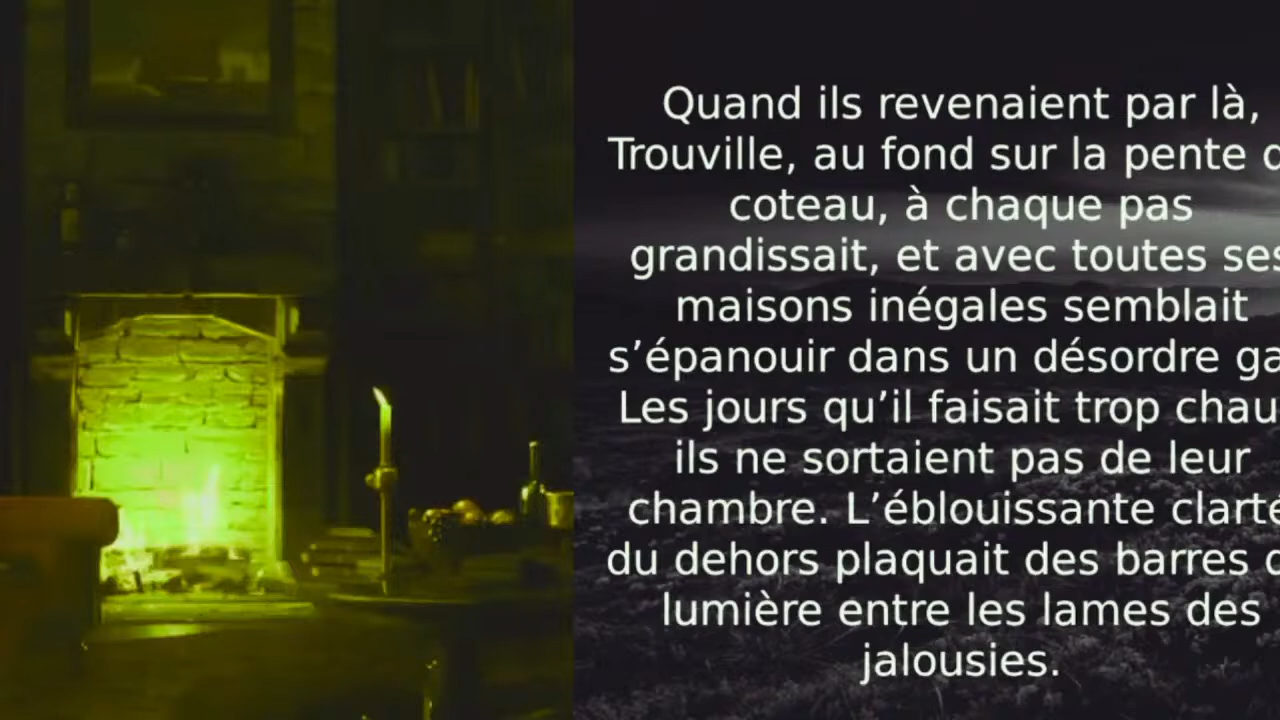 Quand ils revenaient par là,
Trouville, au fond sur la pente
coteau, à chaque pas
grandissait, et avec toutes ses
maisons inégales semblait
s’épanouir dans un désordre
Les jours qu’il faisait trop
ils ne sortaient pas de leur
chambre. L’éblouissante clarté
du dehors plaquait des barres
lumière entre les lames des
jalousies.